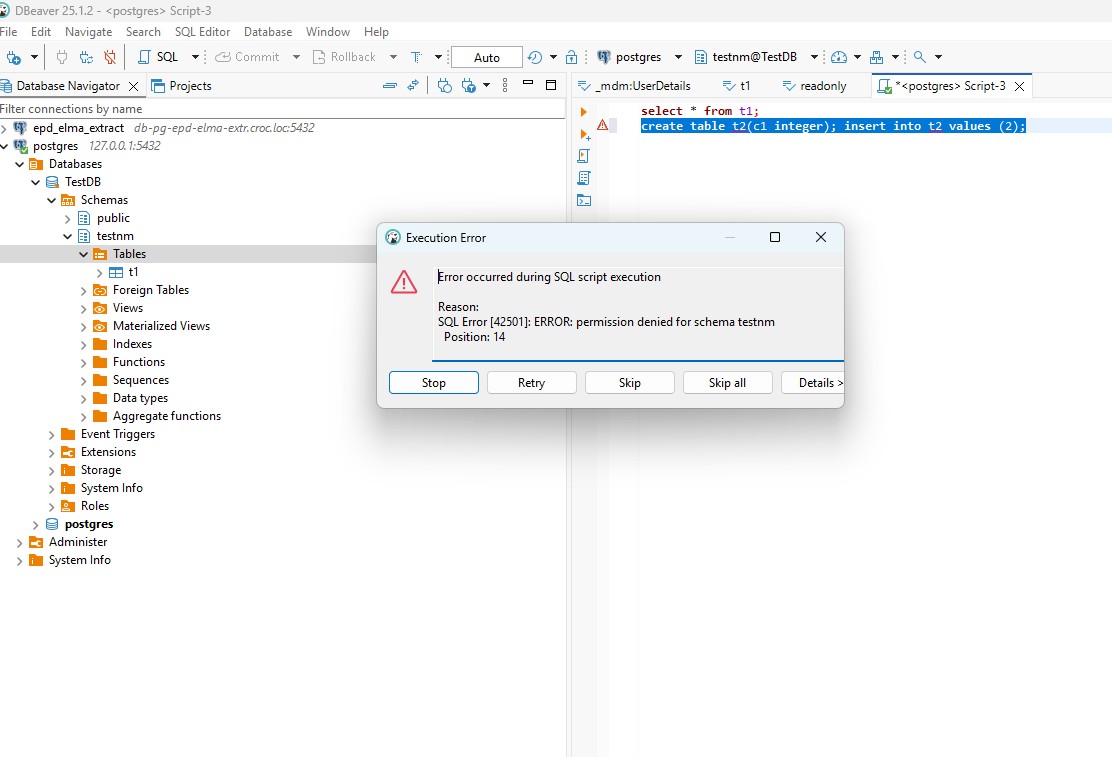 DBeaver 25.1.2 - <postgres> Script-3
File Edit Navigate Search SQL Editor Database Window Help
SQL Commit Rollback T Auto postgres testnm@TestDB
Database Navigator Projects
Filter connections by name
epd_elma_extract db-pg-epd-elma-extr.croc.loc:5432
postgres 127.0.0.1:5432
Databases
TestDB
Schemas
public
testnm
Tables
t1
Foreign Tables
Views
Materialized Views
Indexes
Functions
Sequences
Data types
Aggregate functions
Event Triggers
Extensions
Storage
System Info
Roles
postgres
Administer
System Info
_mdm:UserDetails t1 readonly *<postgres> Script-3
select * from t1;
create table t2(c1 integer); insert into t2 values (2);
Execution Error
Error occurred during SQL script execution
Reason:
SQL Error [42501]: ERROR: permission denied for schema testnm
Position: 14
Stop Retry Skip Skip all Details >